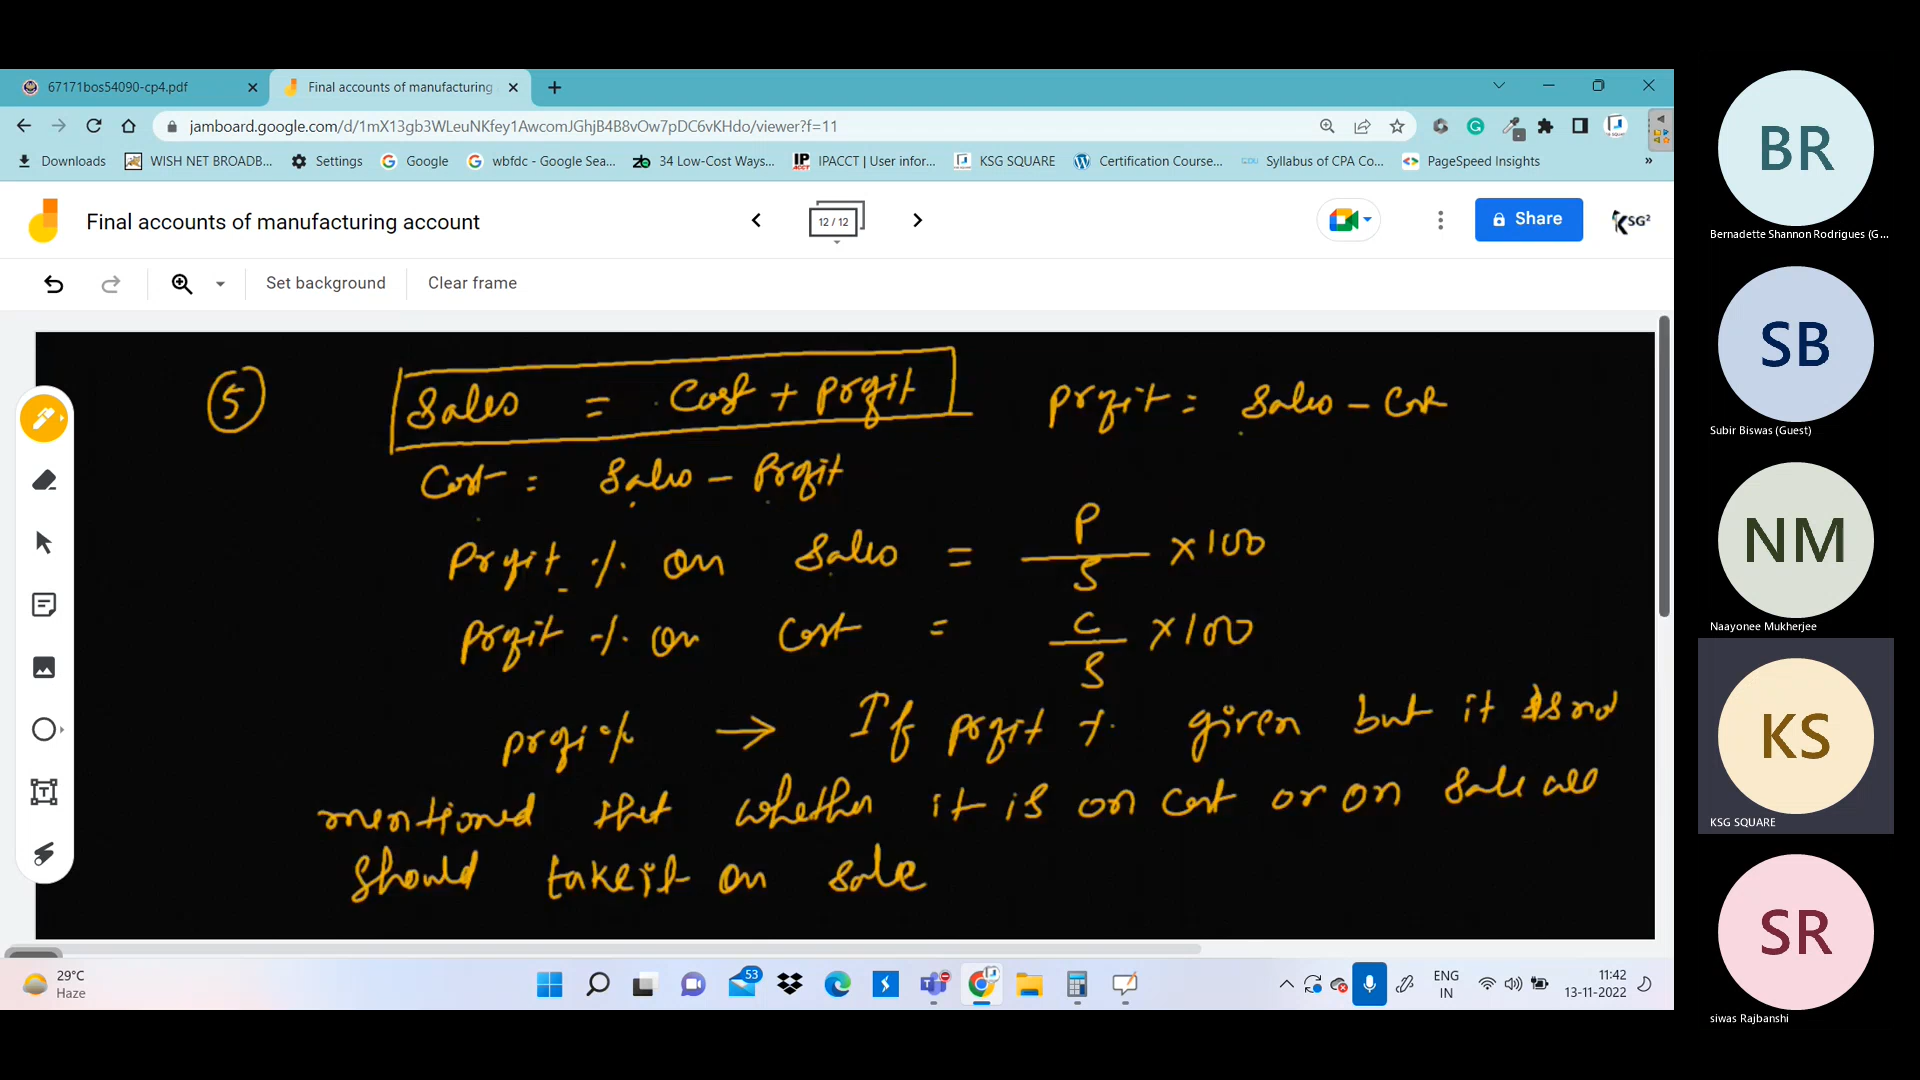 67171bos54090-cp4.pdf
Final accounts of manufacturing
jamboard.google.com/d/1mX13gb3WLeuNKfey1AwcomJGhjB4B8vOw7pDC6vKHdo/viewer?f=11
Downloads WISH NET BROADB... Settings Google wbfdc - Google Sea... 34 Low-Cost Ways... IPACCT | User infor... KSG SQUARE Certification Course... Syllabus of CPA Co... PageSpeed Insights »
Final accounts of manufacturing account
12 / 12
Share
KSG²
Set background Clear frame
5 Sales = Cost + Profit Profit = Sales - Cost
Cost = Sales - Profit
Profit % on Sales = P/S ×100
Profit % on Cost = C/S ×100
profi % → If profit % given but it is not
mentioned that whether it is on cost or on Sale we
should take it on sale
BR
Bernadette Shannon Rodrigues (G...
SB
Subir Biswas (Guest)
NM
Naayonee Mukherjee
KS
KSG SQUARE
SR
siwas Rajbanshi
29°C
Haze
53
ENG
IN
11:42
13-11-2022